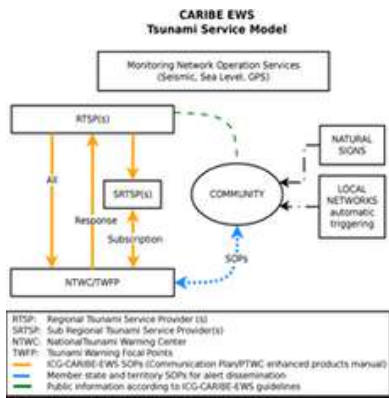 CARIBE EWS
Tsunami Service Model
Monitoring Network Operation Services
(Seismic, Sea Level, GPS)
RTSP(s)
NATURAL
SIGNS
All
SRTSP(s)
COMMUNITY
LOCAL
NETWORKS
automatic
triggering
Response
Subscription
SOPs
NTWC/TWFP
RTSP: Regional Tsunami Service Provider (s)
SRTSP: Sub Regional Tsunami Service Provider(s)
NTWC: NationalTsunami Warning Center
TWFP: Tsunami Warning Focal Points
ICG-CARIBE-EWS SOPs (Communication Plan/PTWC enhanced products manual)
Member state and territory SOPs for alert dissemination
Public information according to ICG-CARIBE-EWS guidelines